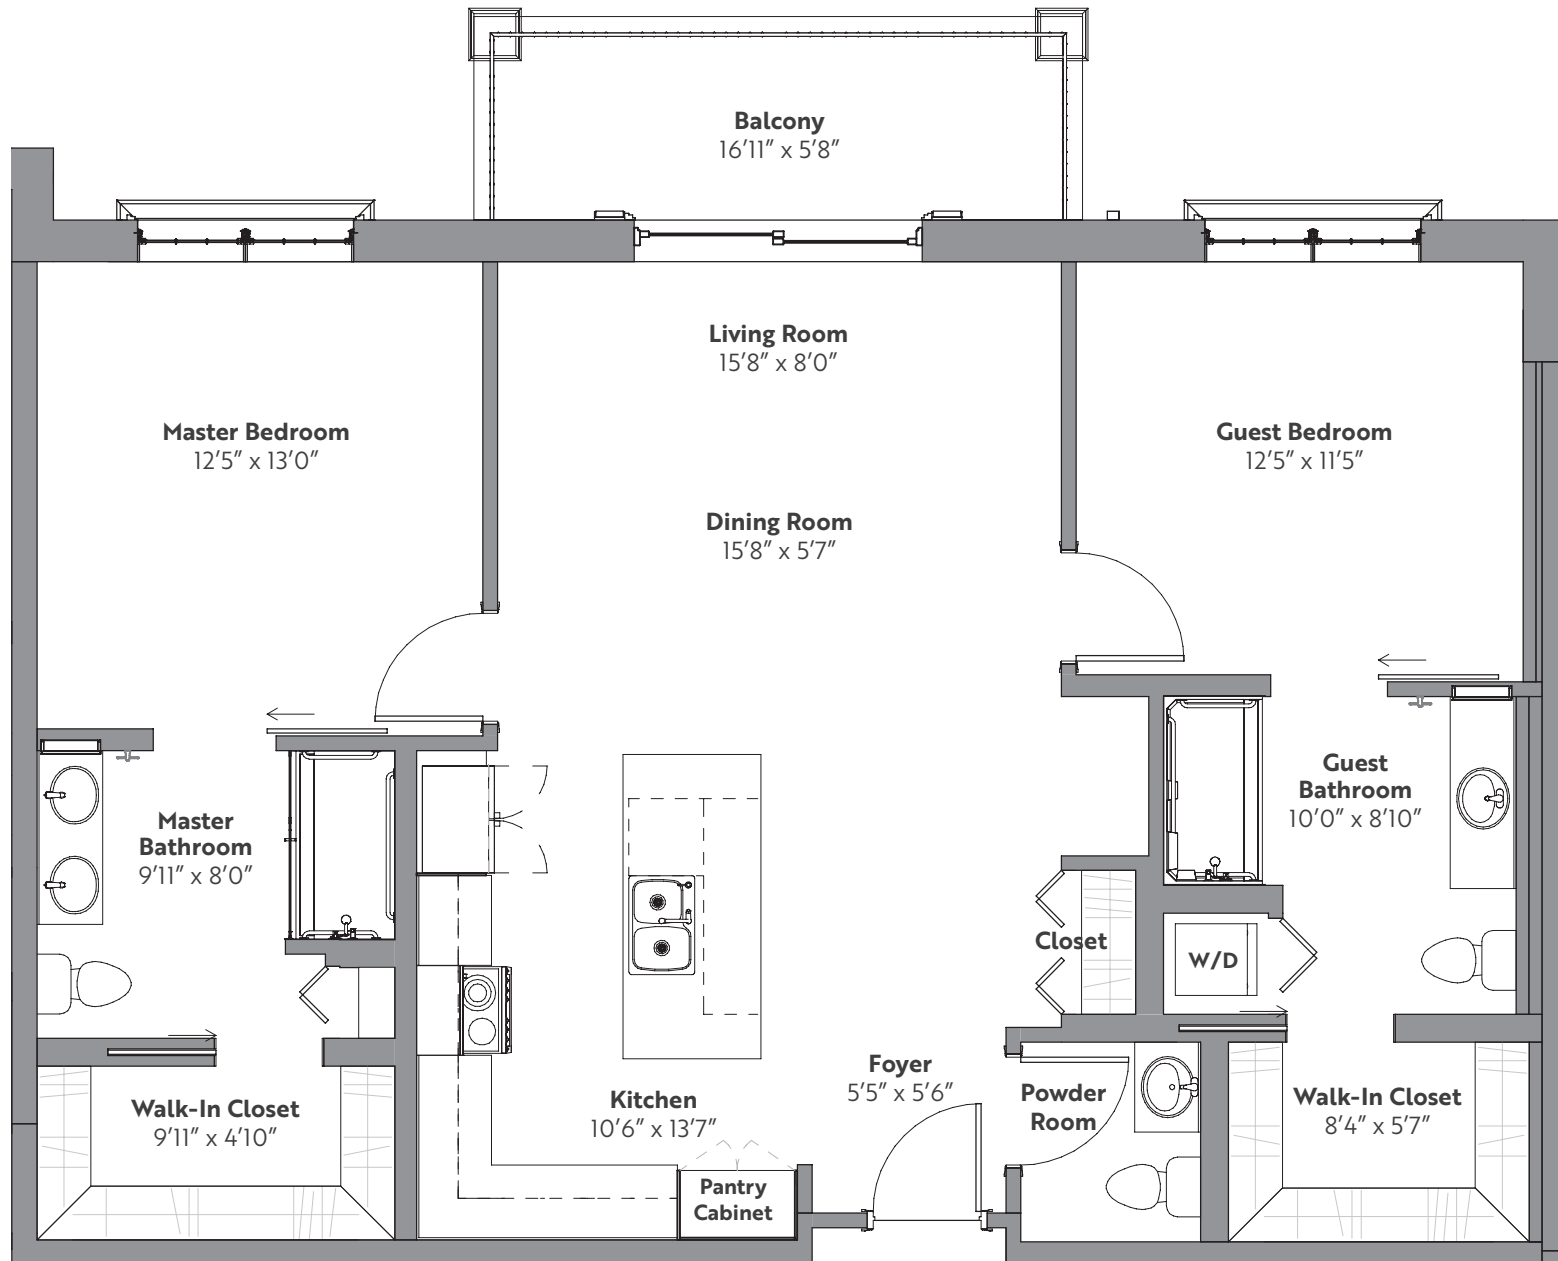 Balcony
16’11” x 5’8”
Living Room
15’8” x 8’0”
Master Bedroom
12’5” x 13’0”
Guest Bedroom
12’5” x 11’5”
Dining Room
15’8” x 5’7”
Guest
Bathroom
10’0” x 8’10”
Master
Bathroom
9’11” x 8’0”
Closet
W/D
Foyer
5’5” x 5’6”
Powder
Room
Kitchen
10’6” x 13’7”
Walk-In Closet
9’11” x 4’10”
Walk-In Closet
8’4” x 5’7”
Pantry
Cabinet